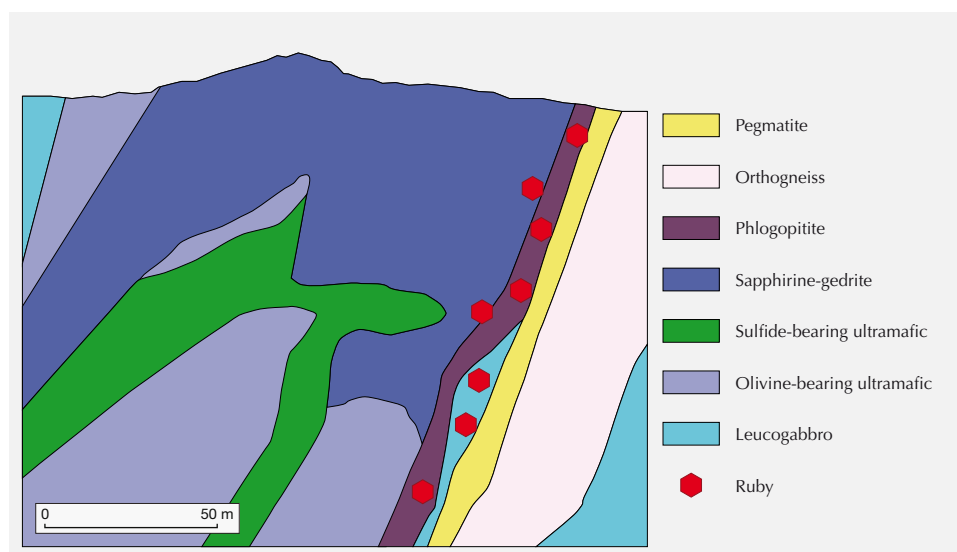 Pegmatite
Orthogneiss
Phlogopitite
Sapphirine-gedrite
Sulfide-bearing ultramafic
Olivine-bearing ultramafic
Leucogabbro
Ruby
0 50 m